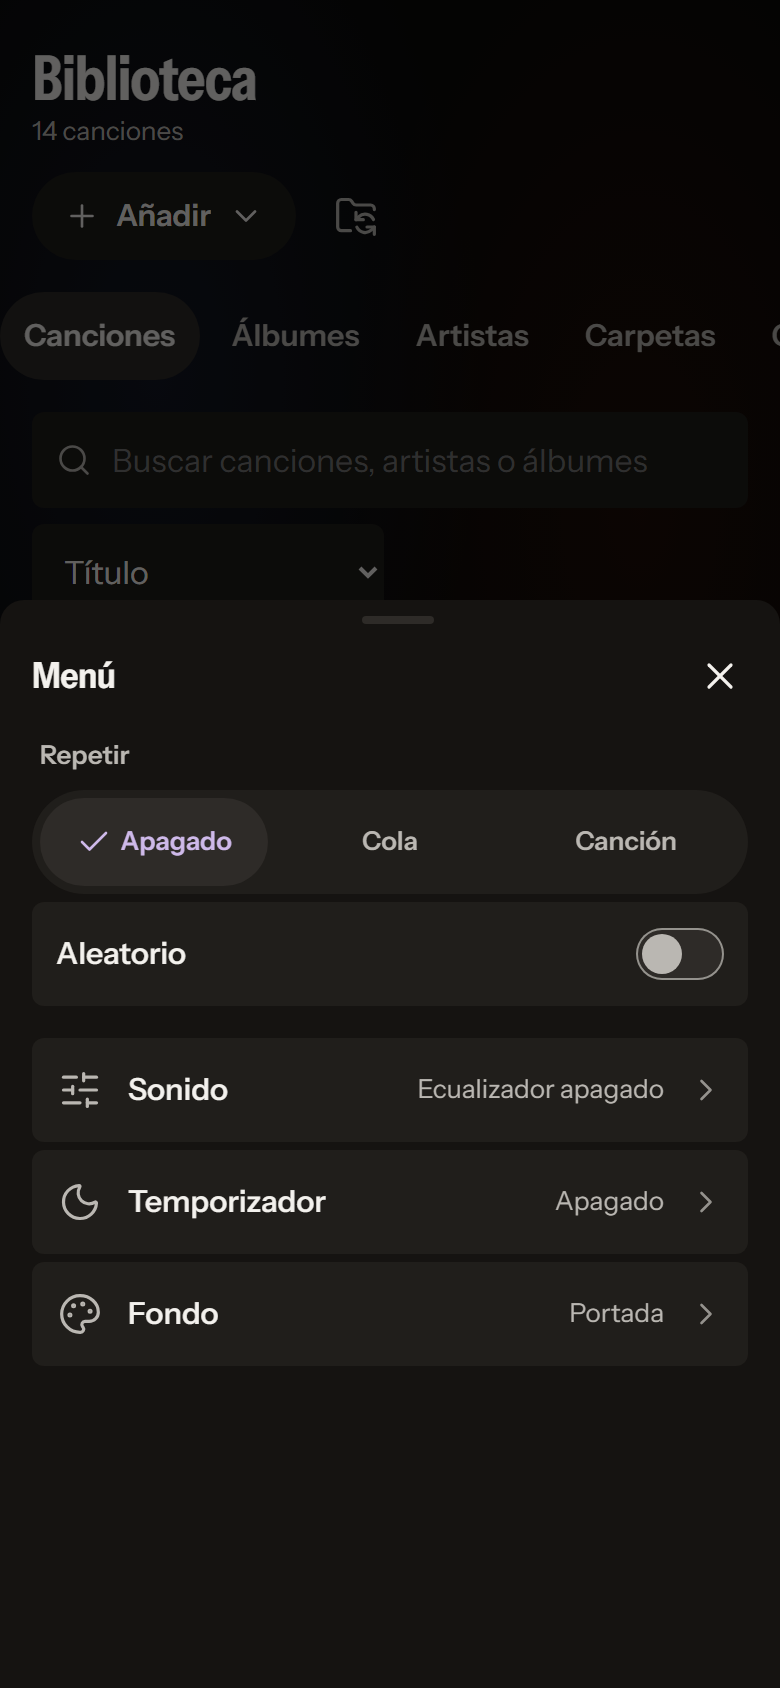 Biblioteca
14 canciones
Añadir
Canciones Álbumes Artistas Carpetas
Buscar canciones, artistas o álbumes
Título
Menú
Repetir
Apagado Cola Canción
Aleatorio
Sonido Ecualizador apagado
Temporizador Apagado
Fondo Portada